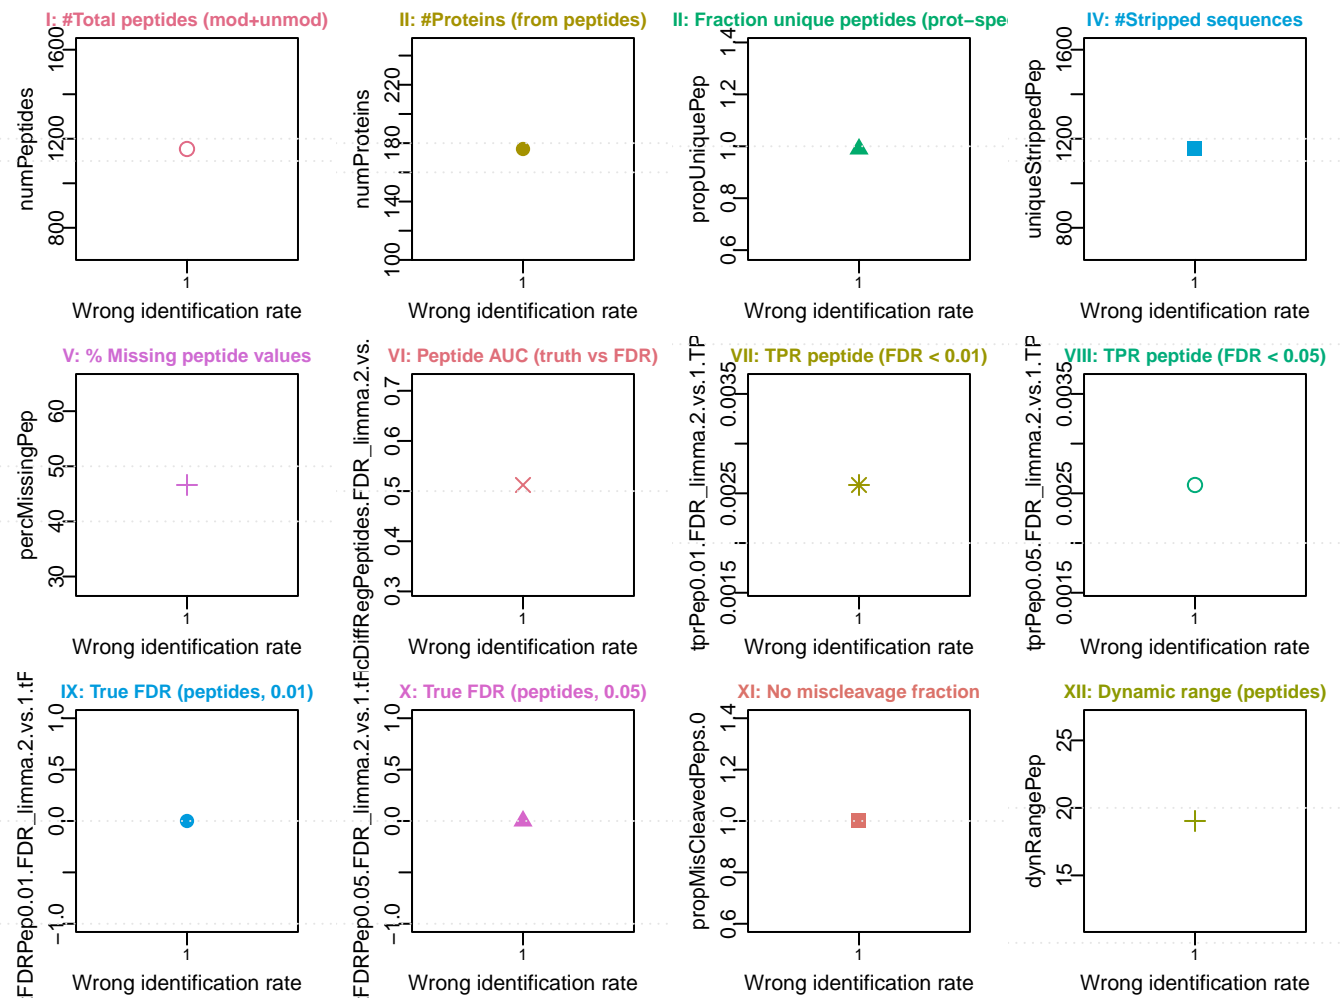 I: #Total peptides (mod+unmod)
numPeptides
800
1200
1600
1
Wrong identification rate
II: #Proteins (from peptides)
numProteins
100
140
180
220
1
Wrong identification rate
II: Fraction unique peptides (prot−spe
propUniquePep
0.6
0.8
1.0
1.2
1.4
1
Wrong identification rate
IV: #Stripped sequences
uniqueStrippedPep
800
1200
1600
1
Wrong identification rate
V: % Missing peptide values
percMissingPep
30
40
50
60
1
Wrong identification rate
VI: Peptide AUC (truth vs FDR)
cDiffRegPeptides.FDR_limma.2.vs.
0.3
0.4
0.5
0.6
0.7
1
Wrong identification rate
VII: TPR peptide (FDR < 0.01)
tprPep0.01.FDR_limma.2.vs.1.TP
0.0015
0.0025
0.0035
1
Wrong identification rate
VIII: TPR peptide (FDR < 0.05)
tprPep0.05.FDR_limma.2.vs.1.TP
0.0015
0.0025
0.0035
1
Wrong identification rate
IX: True FDR (peptides, 0.01)
FDRPep0.01.FDR_limma.2.vs.1.tF
−1.0
0.0
0.5
1.0
1
Wrong identification rate
X: True FDR (peptides, 0.05)
FDRPep0.05.FDR_limma.2.vs.1.tF
−1.0
0.0
0.5
1.0
1
Wrong identification rate
XI: No miscleavage fraction
propMisCleavedPeps.0
0.6
0.8
1.0
1.2
1.4
1
Wrong identification rate
XII: Dynamic range (peptides)
dynRangePep
15
20
25
1
Wrong identification rate